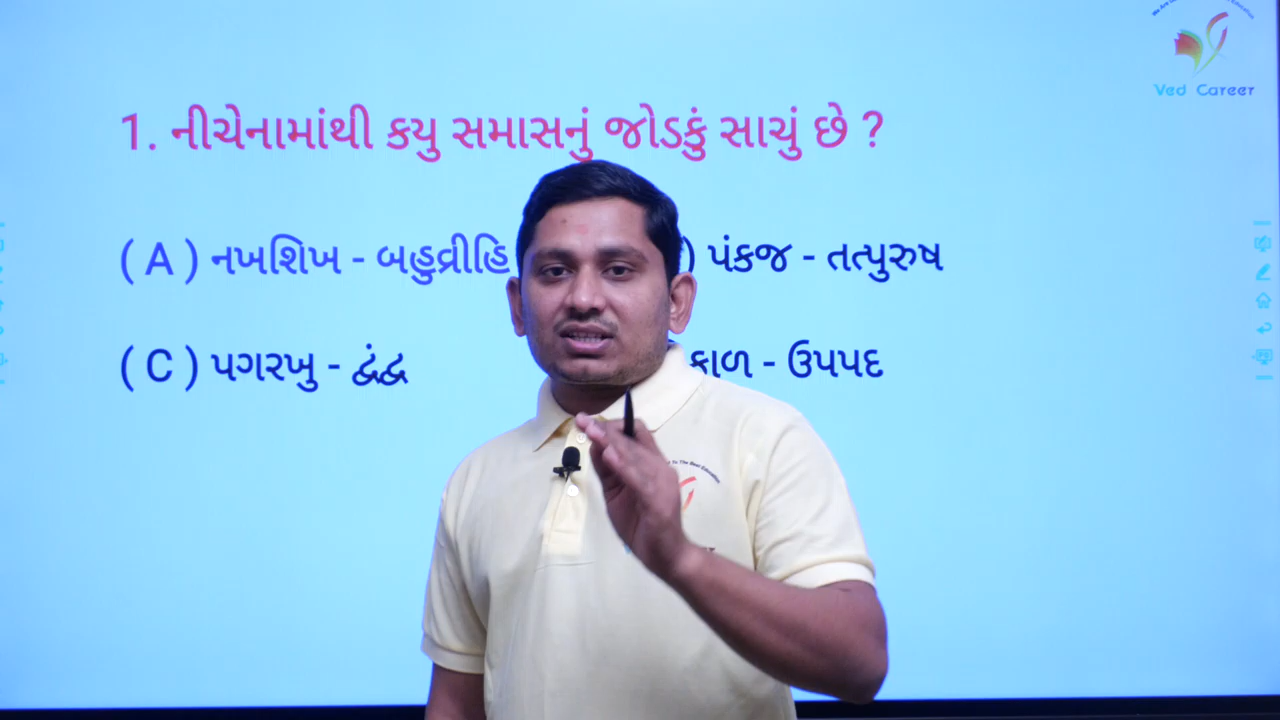 Ved Career
1. નીચેનામાંથી કયુ સમાસનું જોડકું સાચું છે ?
( A ) નખશિખ - બહુવ્રીહિ ) પંકજ - તત્પુરુષ
( C ) પગરખુ - દ્વંદ્વ કાળ - ઉપપદ